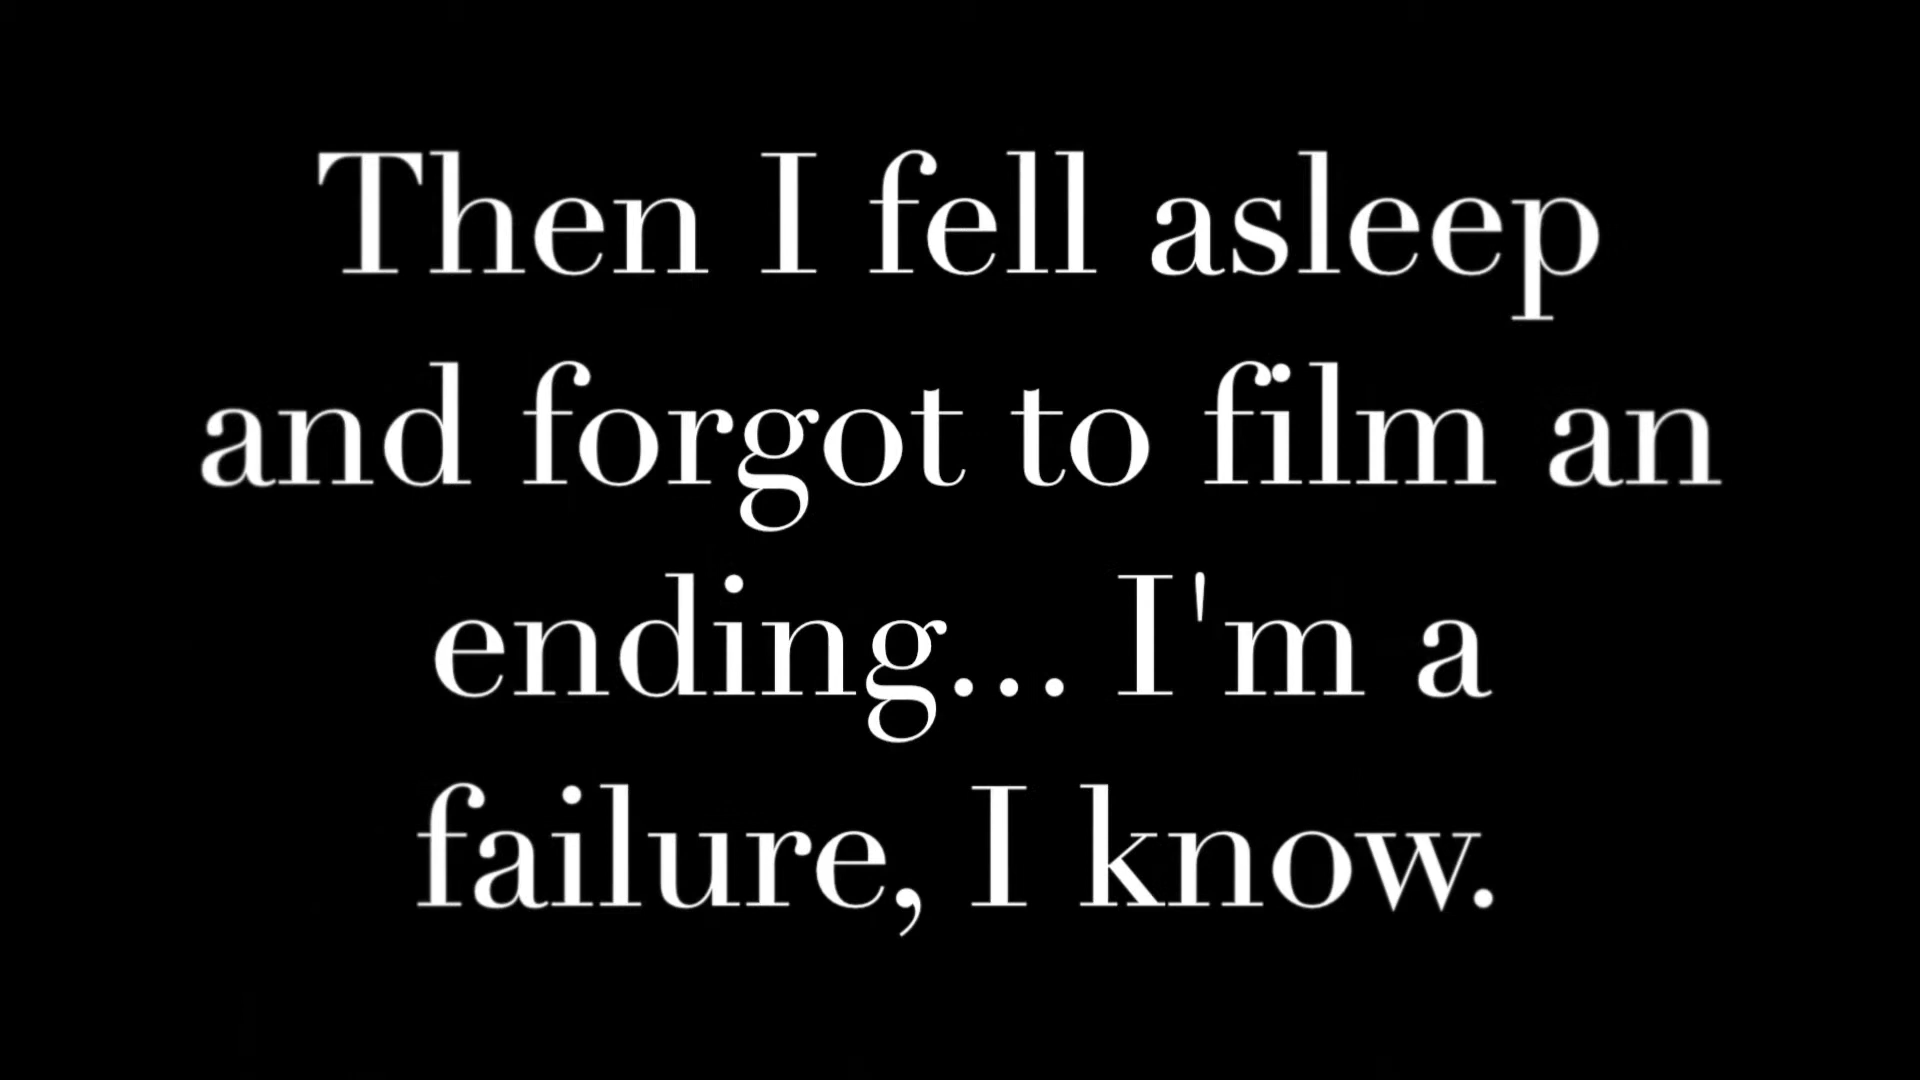 Then I fell asleep
and forgot to film an
ending... I'm a
failure, I know.